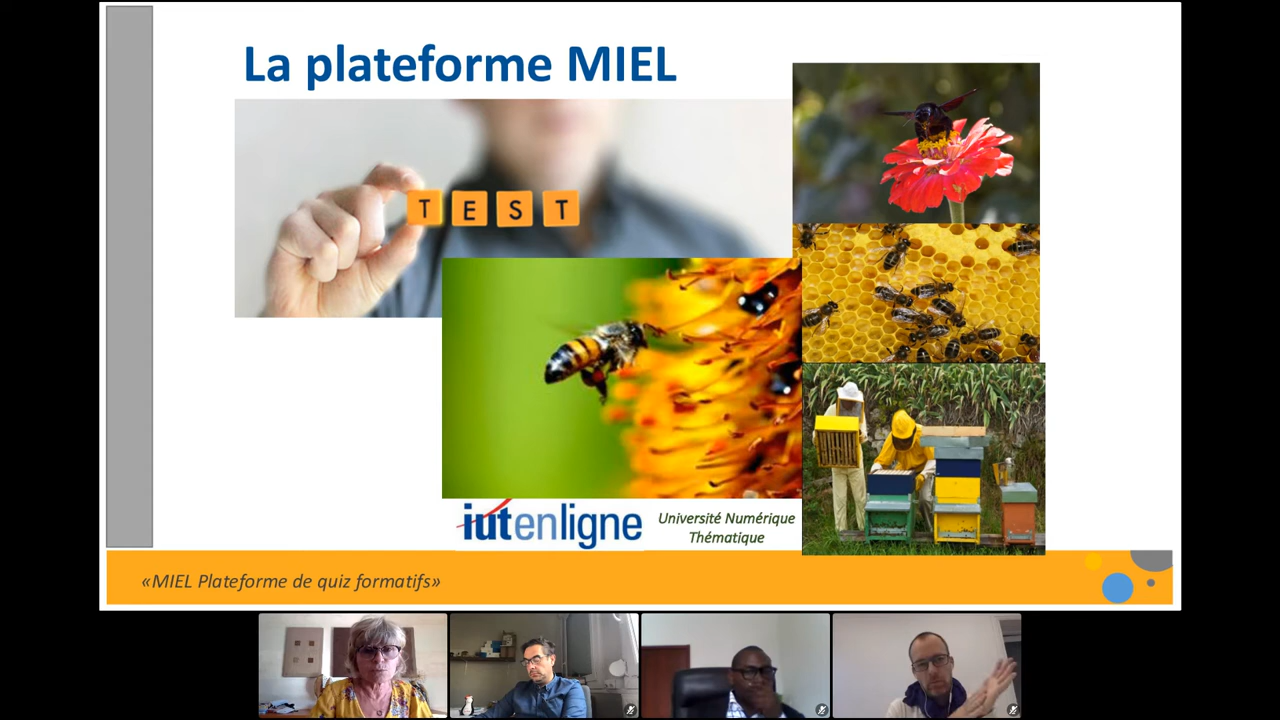 La plateforme MIEL
TEST
iutenligne
Université Numérique
Thématique
«MIEL Plateforme de quiz formatifs»